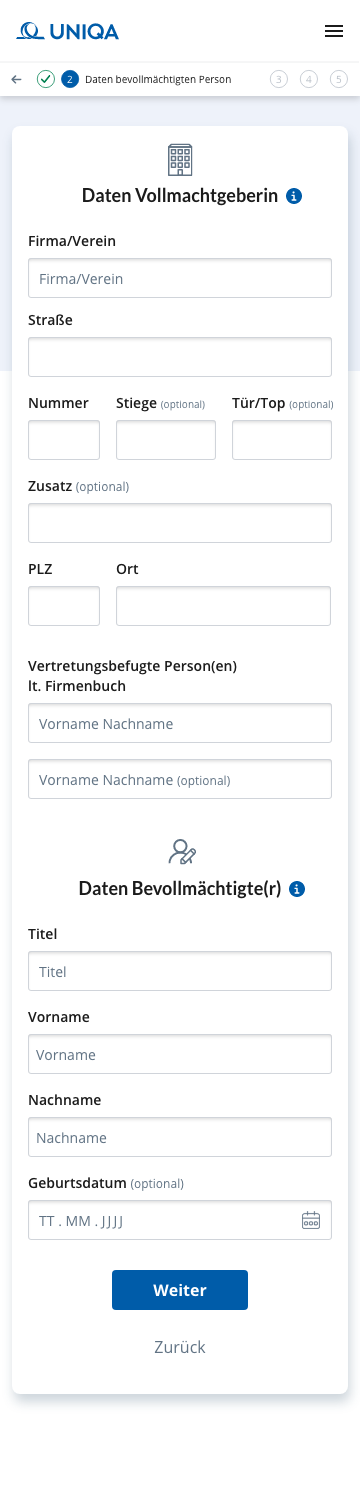 UNIQA
2 Daten bevollmächtigten Person 3 4 5
Daten Vollmachtgeberin
Firma/Verein
Firma/Verein
Straße
Nummer Stiege (optional) Tür/Top (optional)
Zusatz (optional)
PLZ Ort
Vertretungsbefugte Person(en)
lt. Firmenbuch
Vorname Nachname
Vorname Nachname (optional)
Daten Bevollmächtigte(r)
Titel
Titel
Vorname
Vorname
Nachname
Nachname
Geburtsdatum (optional)
TT . MM . JJJJ
Weiter
Zurück